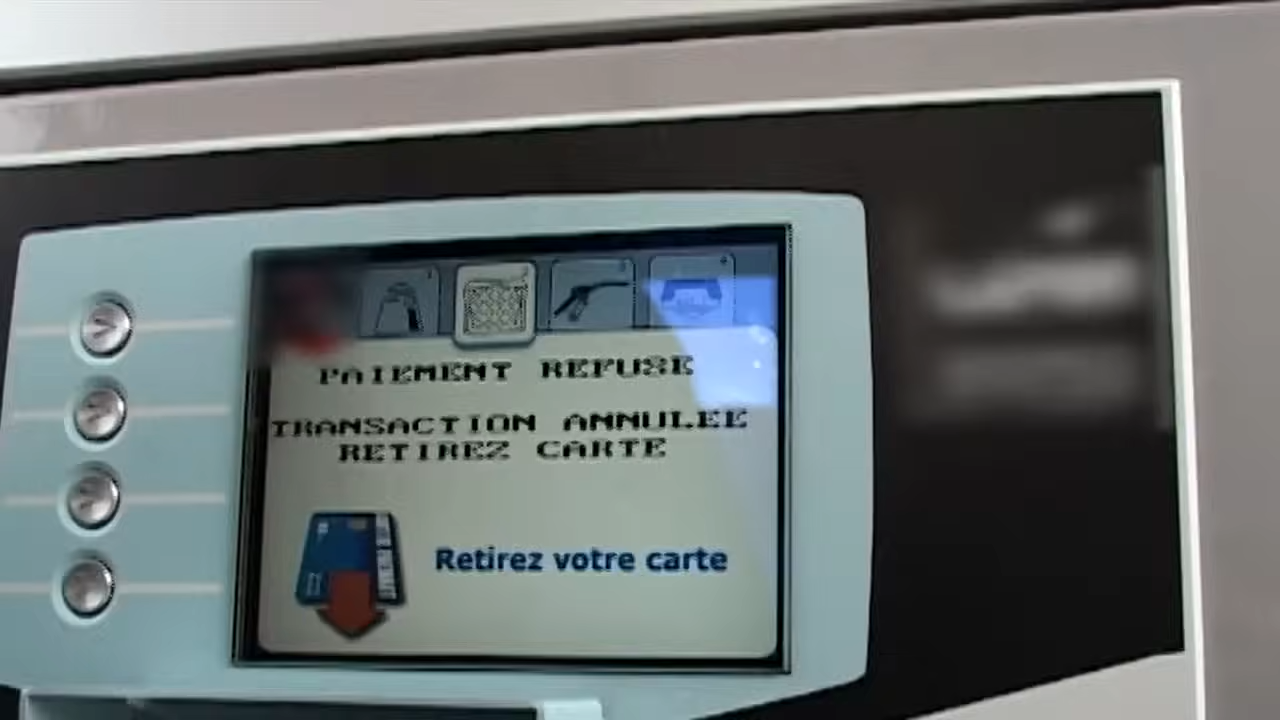 PAIEMENT REFUSE
TRANSACTION ANNULEE
RETIREZ CARTE
Retirez votre carte